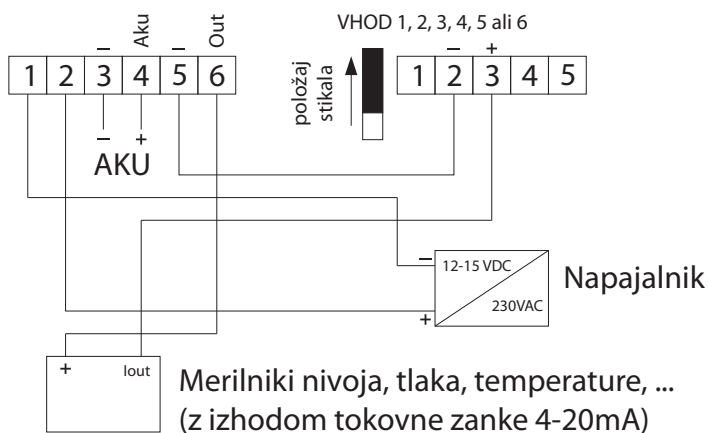 VHOD 1, 2, 3, 4, 5 ali 6
– Aku – Out
– +
1 2 3 4 5 6
1 2 3 4 5
položaj
stikala
– +
AKU
– 12-15 VDC
230VAC
+
Napajalnik
+ Iout
Merilniki nivoja, tlaka, temperature, ...
(z izhodom tokovne zanke 4-20mA)